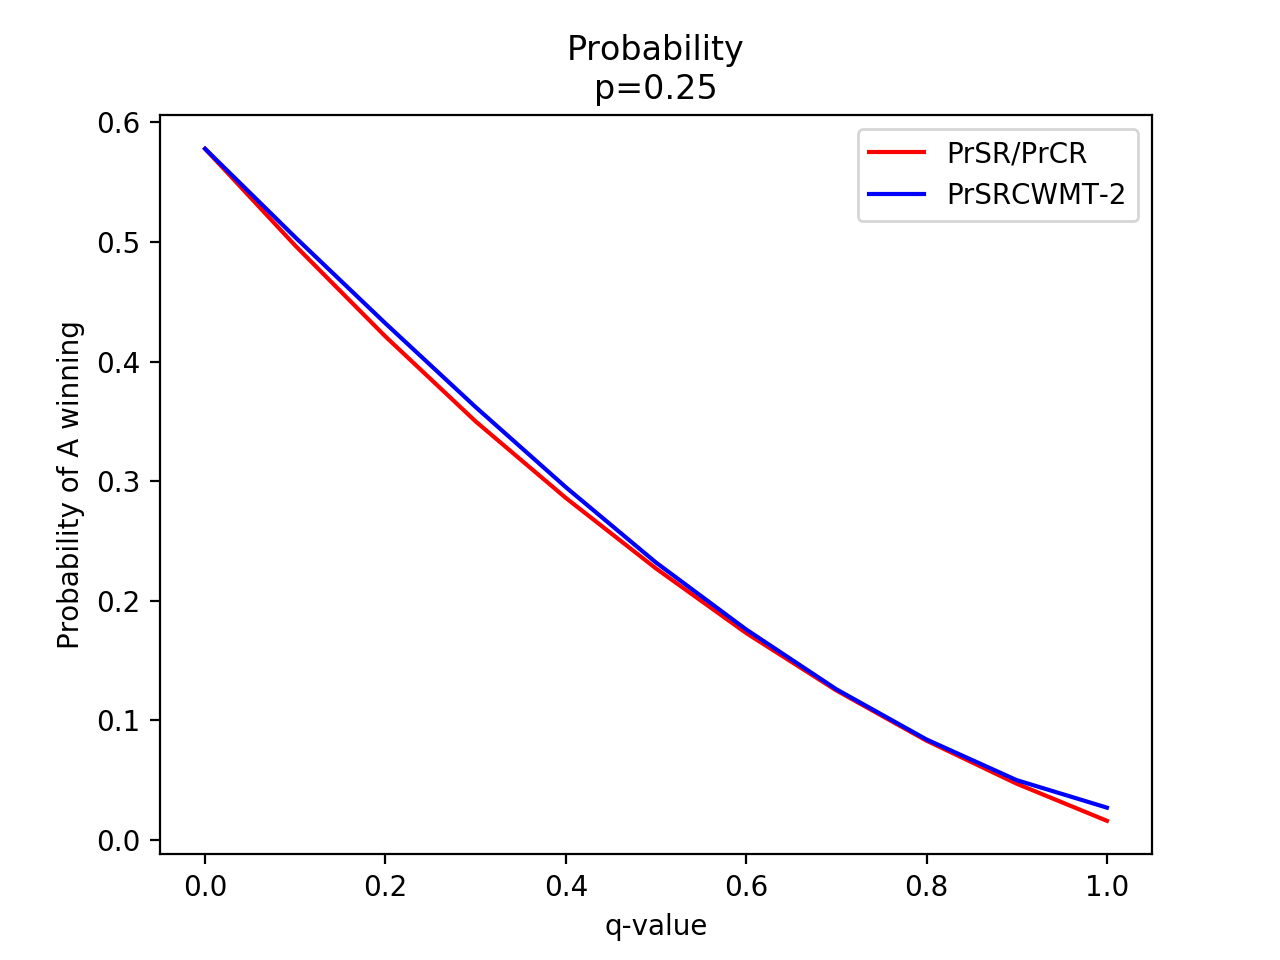 Probability
p=0.25
PrSR/PrCR
PrSRCWMT-2
Probability of A winning
0.6
0.5
0.4
0.3
0.2
0.1
0.0
0.0 0.2 0.4 0.6 0.8 1.0
q-value